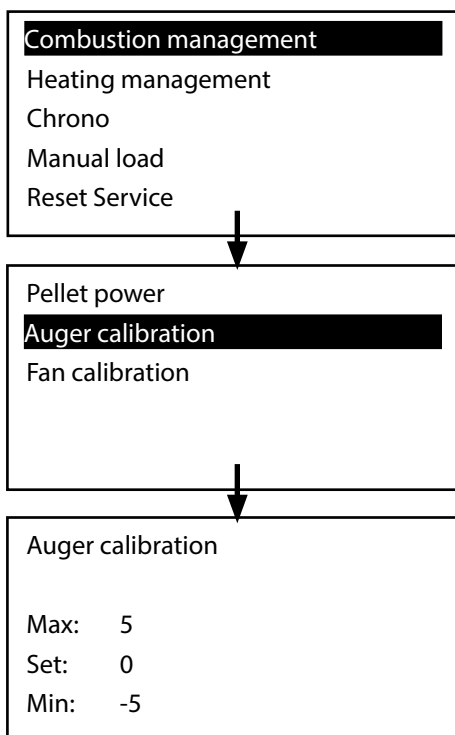 Combustion management
Heating management
Chrono
Manual load
Reset Service
Pellet power
Auger calibration
Fan calibration
Auger calibration
Max: 5
Set: 0
Min: -5